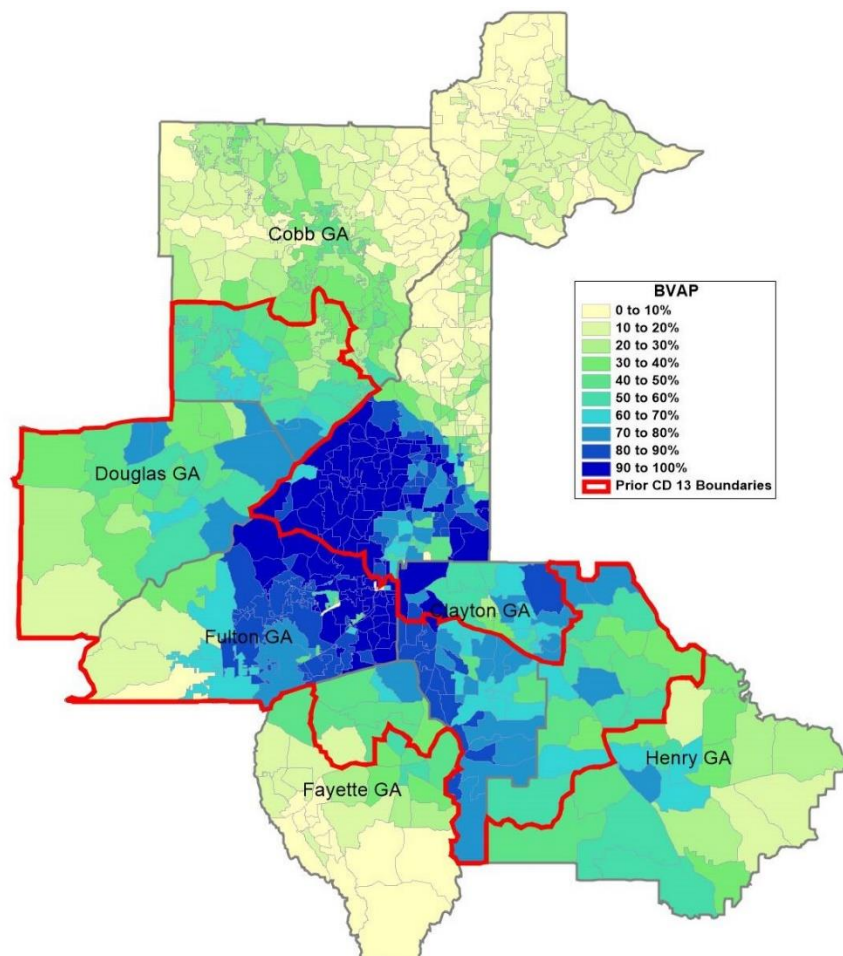 Cobb GA
BVAP
0 to 10%
10 to 20%
20 to 30%
30 to 40%
40 to 50%
50 to 60%
60 to 70%
70 to 80%
80 to 90%
90 to 100%
Prior CD 13 Boundaries
Douglas GA
Clayton GA
Fulton GA
Henry GA
Fayette GA